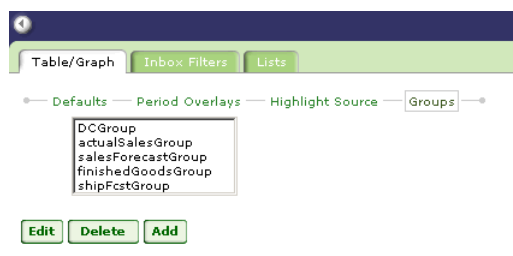 Table/Graph Inbox Filters Lists
Defaults Period Overlays Highlight Source Groups
DCGroup
actualSalesGroup
salesForecastGroup
finishedGoodsGroup
shipFcstGroup
Edit Delete Add